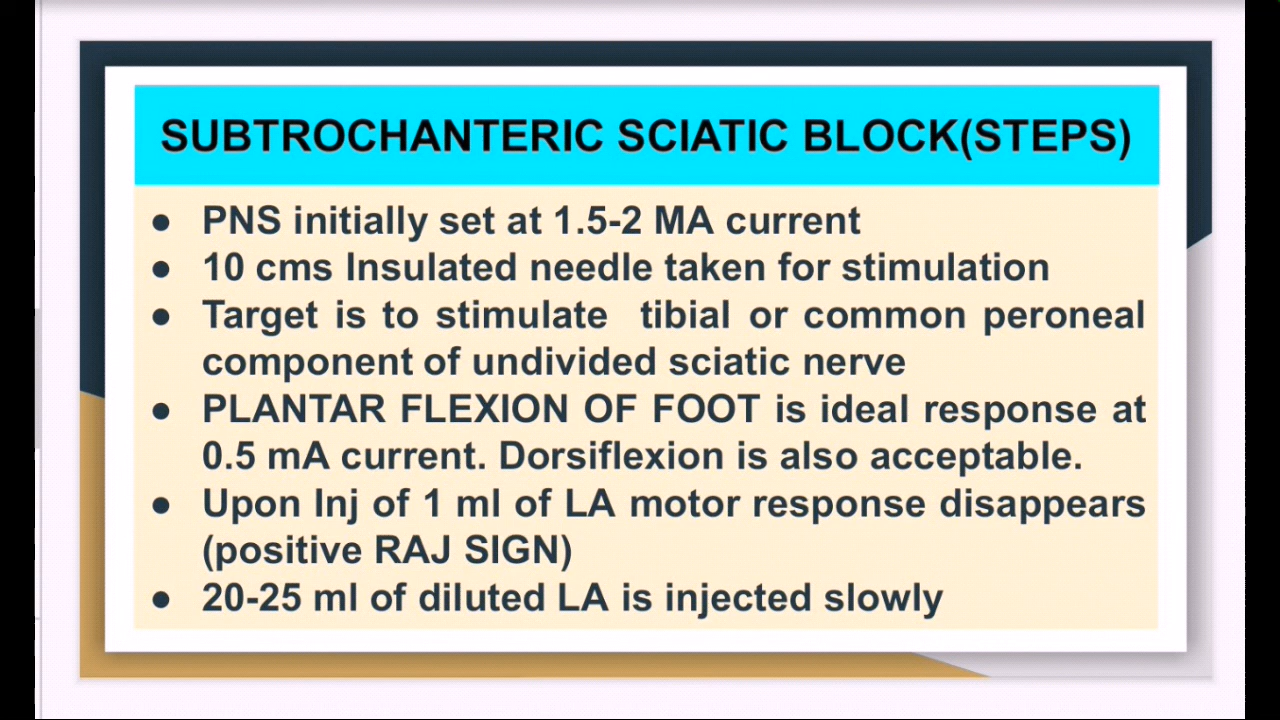 SUBTROCHANTERIC SCIATIC BLOCK(STEPS)
● PNS initially set at 1.5-2 MA current
● 10 cms Insulated needle taken for stimulation
● Target is to stimulate tibial or common peroneal
component of undivided sciatic nerve
● PLANTAR FLEXION OF FOOT is ideal response at
0.5 mA current. Dorsiflexion is also acceptable.
● Upon Inj of 1 ml of LA motor response disappears
(positive RAJ SIGN)
● 20-25 ml of diluted LA is injected slowly